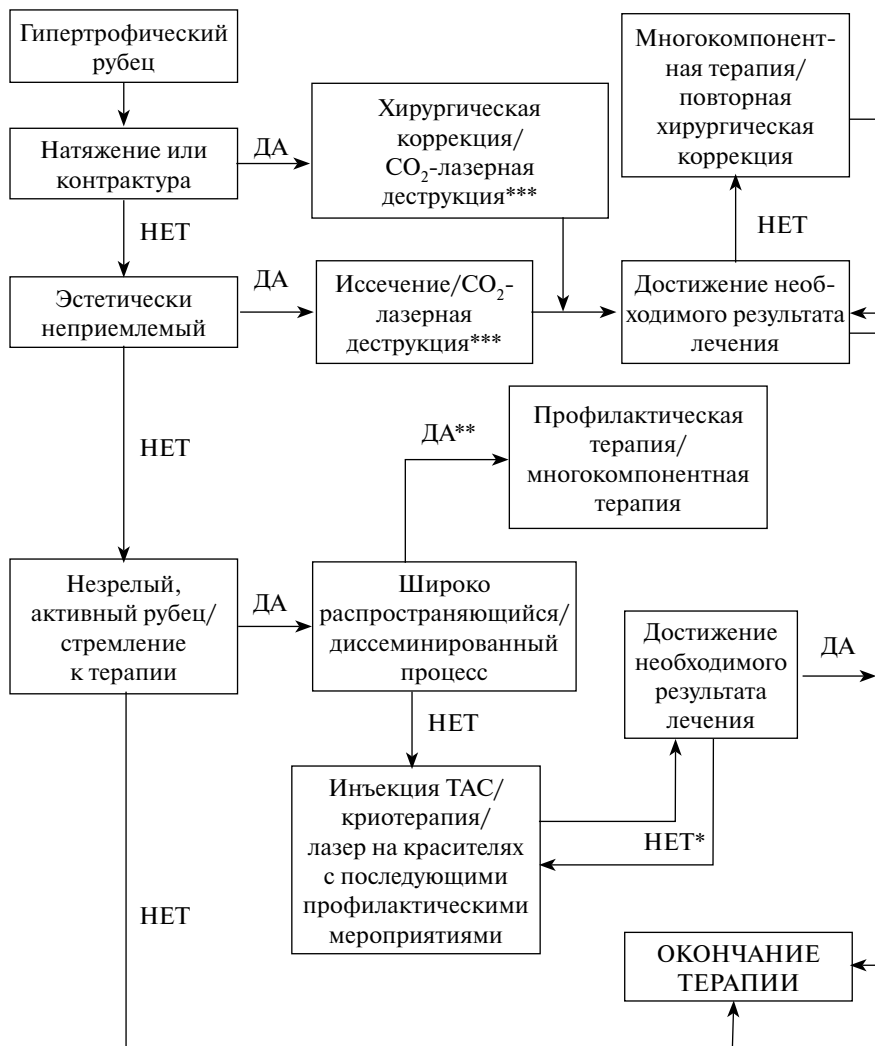 Гипертрофический
рубец
Натяжение или
контрактура
ДА
Хирургическая
коррекция/
CO₂-лазерная
деструкция***
Многокомпонент-
ная терапия/
повторная
хирургическая
коррекция
НЕТ
НЕТ
Эстетически
неприемлемый
ДА
Иссечение/CO₂-
лазерная
деструкция***
Достижение необ-
ходимого результата
лечения
НЕТ
ДА**
Профилактическая
терапия/
многокомпонентная
терапия
Незрелый,
активный рубец/
стремление
к терапии
ДА
Широко
распространяющийся/
диссеминированный
процесс
Достижение
необходимого
результата
лечения
ДА
НЕТ
Инъекция ТАС/
криотерапия/
лазер на красителях
с последующими
профилактическими
мероприятиями
НЕТ*
НЕТ
ОКОНЧАНИЕ
ТЕРАПИИ